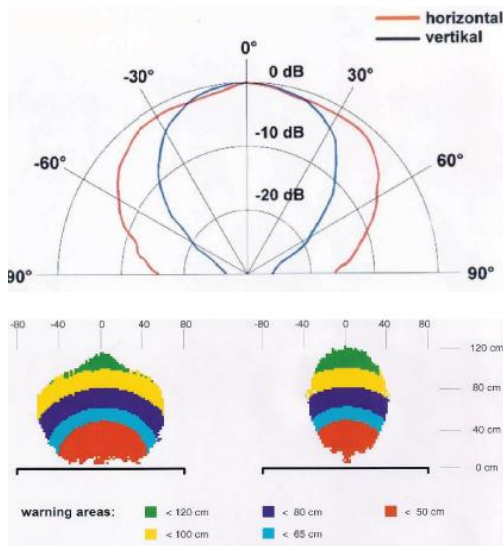 horizontal
vertikal
0°
0 dB
-30°
30°
-10 dB
-60°
60°
-20 dB
90°
90°
-80 -40 0 40 80
-80 -40 0 40 80
120 cm
80 cm
40 cm
0 cm
warning areas:
< 120 cm
< 80 cm
< 50 cm
< 100 cm
< 65 cm